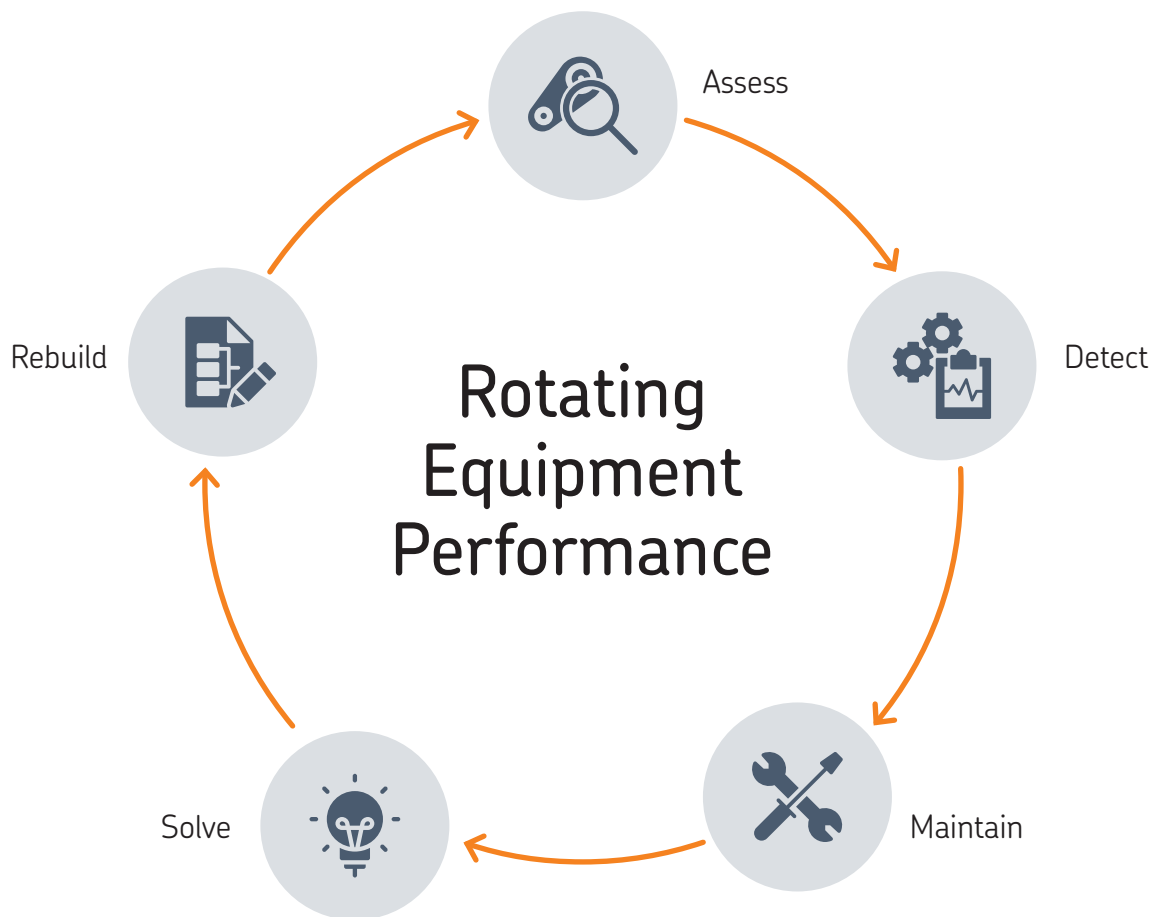 Assess
Detect
Maintain
Solve
Rebuild
Rotating
Equipment
Performance